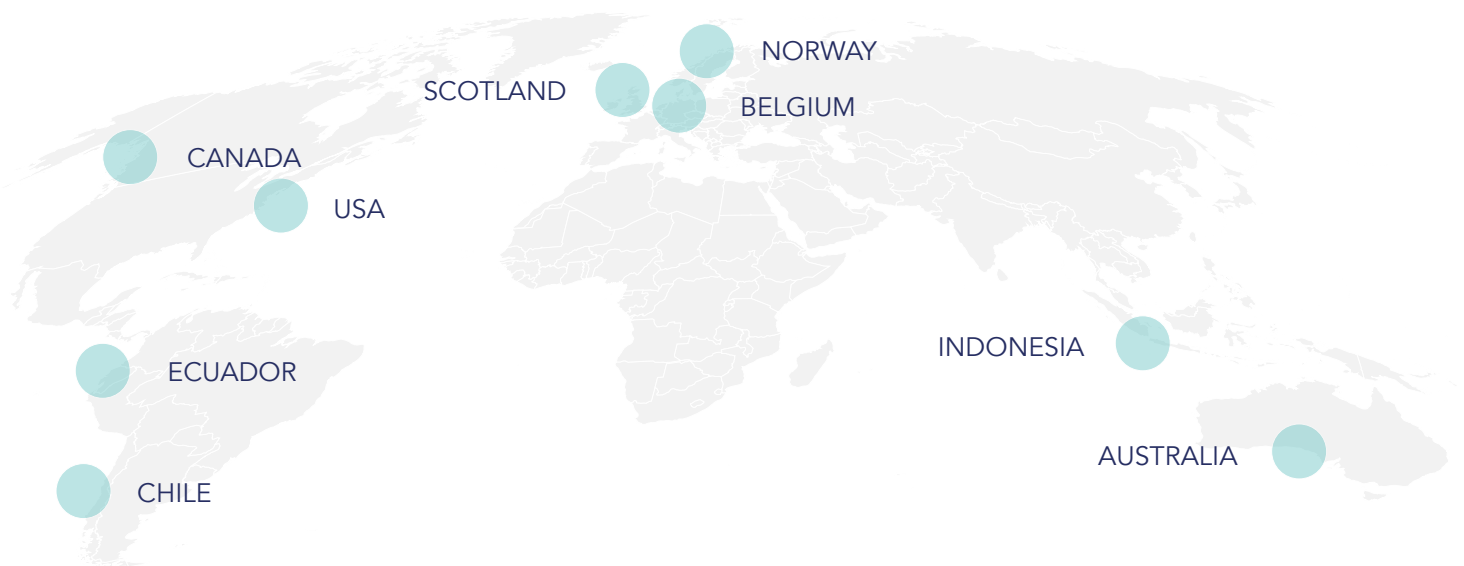 NORWAY
SCOTLAND
BELGIUM
CANADA
USA
INDONESIA
ECUADOR
AUSTRALIA
CHILE